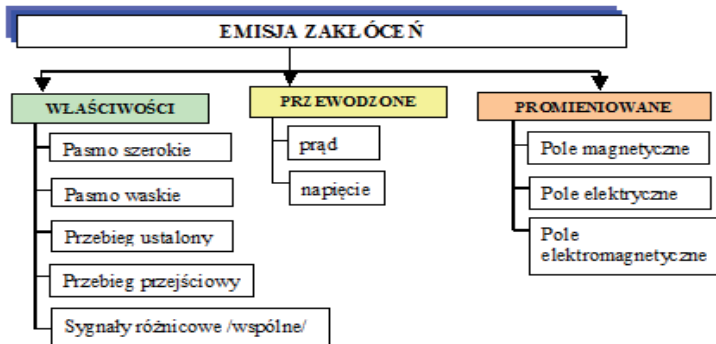 EMISJA ZAKŁÓCEŃ
WŁAŚCIWOŚCI
Pasmo szerokie
Pasmo waskie
Przebieg ustalony
Przebieg przejściowy
Sygnały różnicowe /wspólne/
PRZEWODZONE
prąd
napięcie
PROMIENIOWANE
Pole magnetyczne
Pole elektryczne
Pole
elektromagnetyczne